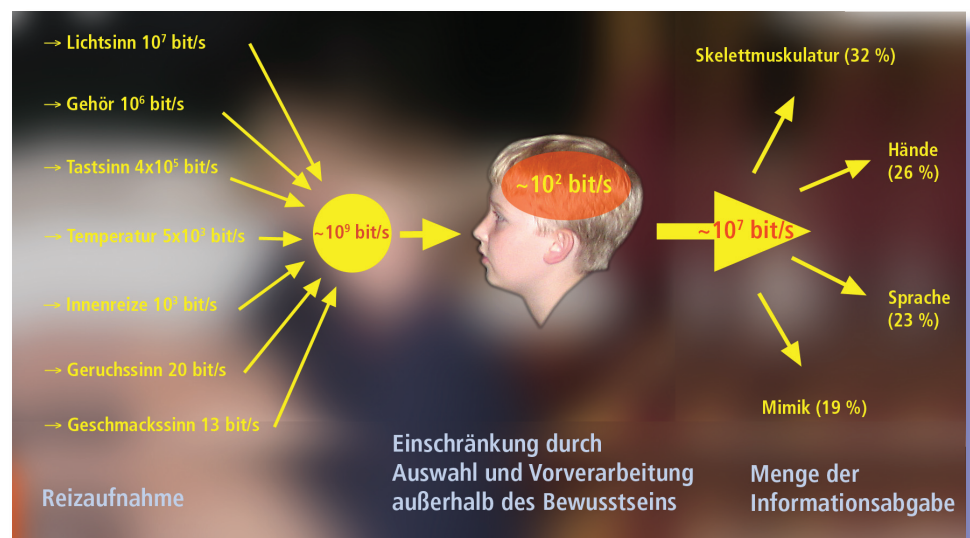 → Lichtsinn 10⁷ bit/s
→ Gehör 10⁶ bit/s
→ Tastsinn 4x10⁵ bit/s
→ Temperatur 5x10³ bit/s
→ Innenreize 10³ bit/s
→ Geruchssinn 20 bit/s
→ Geschmackssinn 13 bit/s
Reizaufnahme
~10⁹ bit/s
~10² bit/s
Einschränkung durch
Auswahl und Vorverarbeitung
außerhalb des Bewusstseins
~10⁷ bit/s
Skelettmuskulatur (32 %)
Hände
(26 %)
Sprache
(23 %)
Mimik (19 %)
Menge der
Informationsabgabe